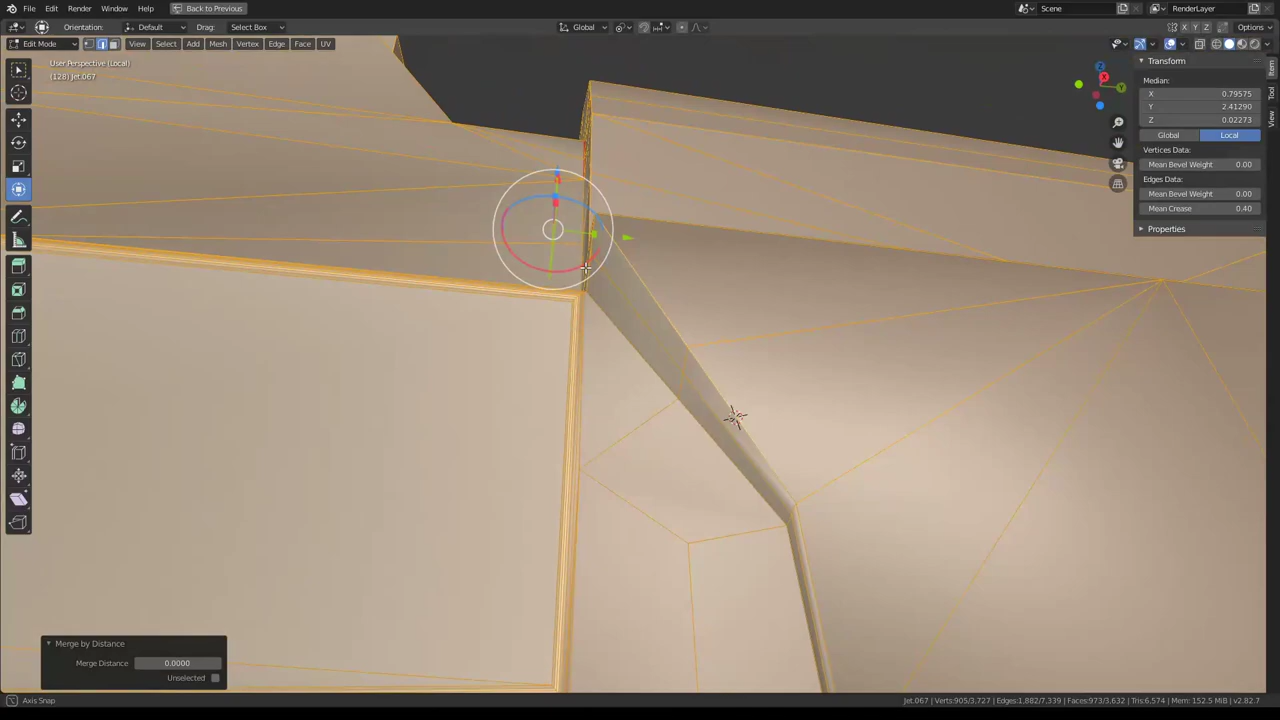 File Edit Render Window Help Back to Previous Scene RenderLayer
Orientation: Default Drag: Select Box Global X Y Z Options
Edit Mode View Select Add Mesh Vertex Edge Face UV
User Perspective (Local)
(128) Jet.067
Transform
Median:
X 0.79575
Y 2.41290
Z 0.02273
Global Local
Vertices Data:
Mean Bevel Weight 0.00
Edges Data:
Mean Bevel Weight 0.00
Mean Crease 0.40
Properties
Item
Tool
View
Z
X
Y
Merge by Distance
Merge Distance 0.0000
Unselected
Axis Snap Jet.067 | Verts:905/3,727 | Edges:1,882/7,339 | Faces:973/3,632 | Tris:6,574 | Mem: 152.5 MiB | v2.82.7